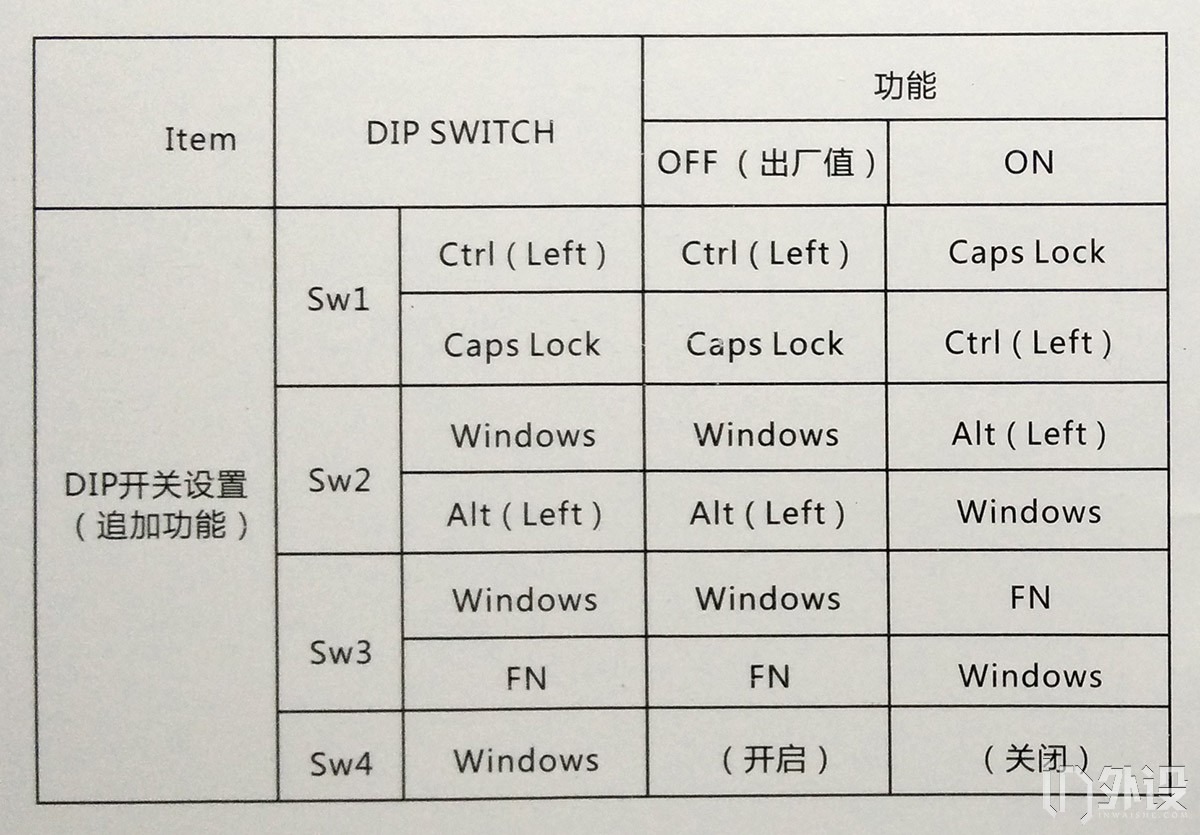 功能
Item
DIP SWITCH
OFF （出厂值）
ON
Ctrl ( Left )
Ctrl ( Left )
Caps Lock
Sw1
Caps Lock
Caps Lock
Ctrl ( Left )
Windows
Windows
Alt ( Left )
DIP开关设置
（追加功能）
Sw2
Alt ( Left )
Alt ( Left )
Windows
Windows
Windows
FN
Sw3
FN
FN
Windows
Sw4
Windows
（开启）
（关闭）
外设
INWAISHE.COM